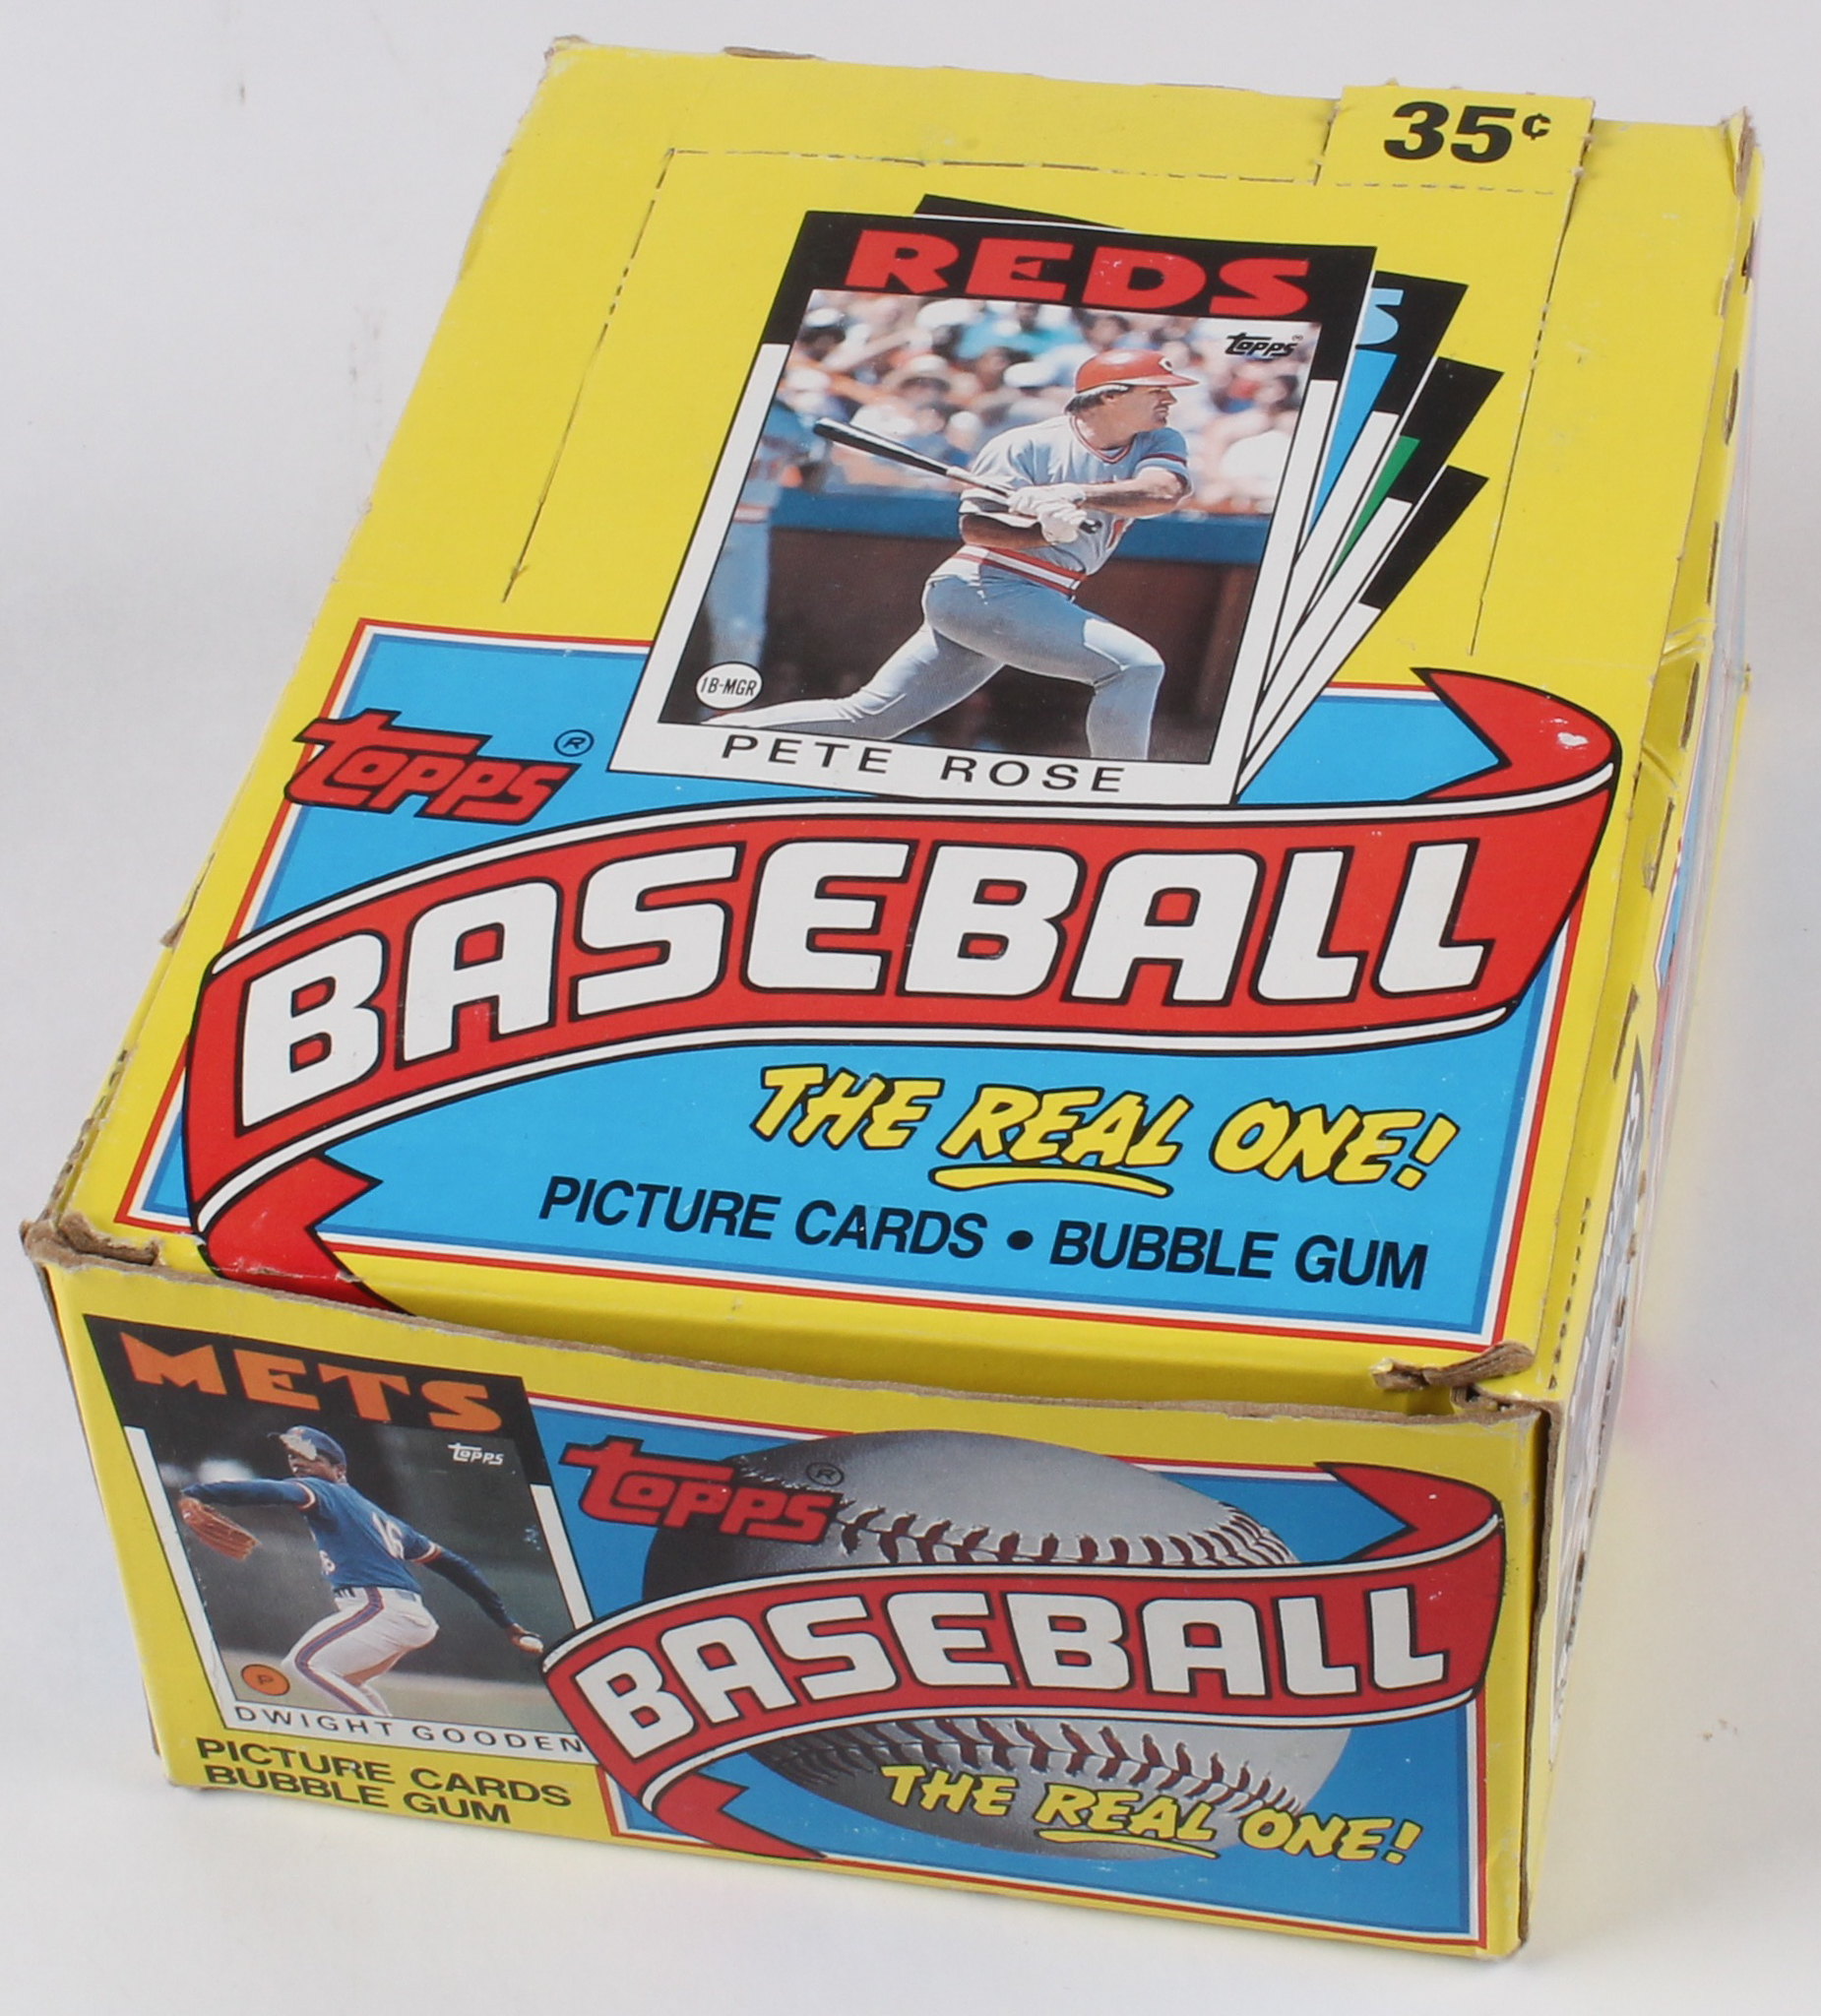 35¢
REDS
topps®
1B-MGR
PETE ROSE
S
topps®
BASEBALL
THE REAL ONE!
PICTURE CARDS • BUBBLE GUM
METS
topps
16
P
DWIGHT GOODEN
PICTURE CARDS
BUBBLE GUM
topps®
BASEBALL
THE REAL ONE!